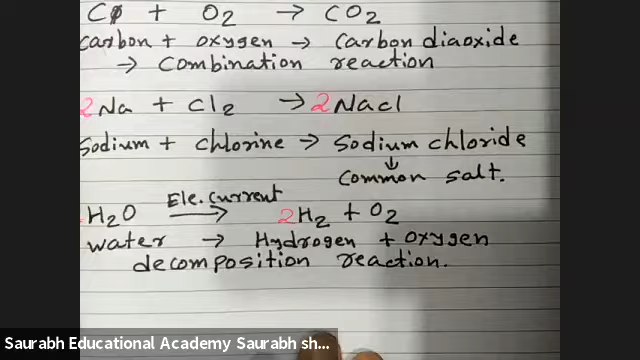 C + O2 → CO2
carbon + oxygen → Carbon diaoxide
→ Combination reaction
2Na + Cl2 → 2Nacl
Sodium + chlorine → Sodium chloride
↓
Common salt.
Ele. current
H2O → 2H2 + O2
water → Hydrogen + oxygen
decomposition reaction.
Saurabh Educational Academy Saurabh sh...